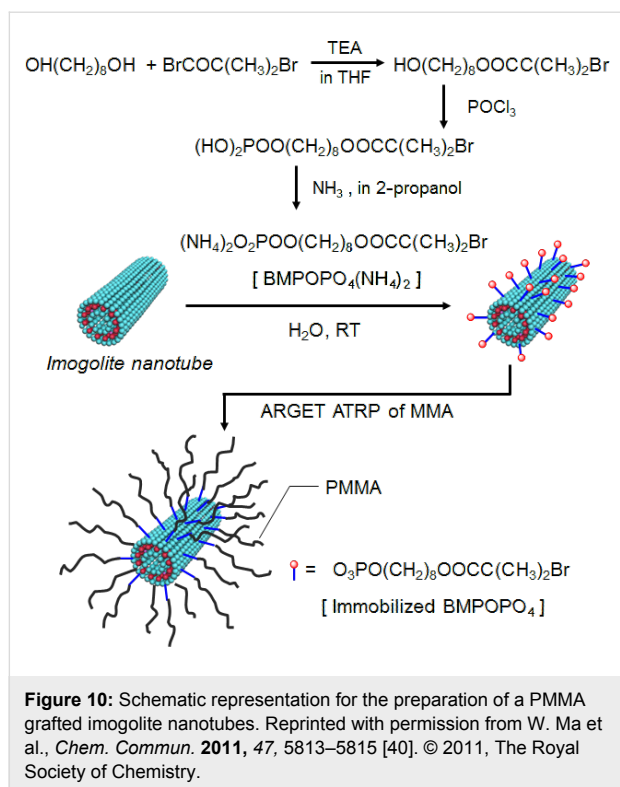 OH(CH₂)₈OH + BrCOC(CH₃)₂Br
TEA
in THF
HO(CH₂)₈OOCC(CH₃)₂Br
POCl₃
(HO)₂POO(CH₂)₈OOCC(CH₃)₂Br
NH₃ , in 2-propanol
(NH₄)₂O₂POO(CH₂)₈OOCC(CH₃)₂Br
[ BMPOPO₄(NH₄)₂ ]
H₂O, RT
Imogolite nanotube
ARGET ATRP of MMA
PMMA
= O₃PO(CH₂)₈OOCC(CH₃)₂Br
[ Immobilized BMPOPO₄ ]
Figure 10: Schematic representation for the preparation of a PMMA
grafted imogolite nanotubes. Reprinted with permission from W. Ma et
al., Chem. Commun. 2011, 47, 5813–5815 [40]. © 2011, The Royal
Society of Chemistry.